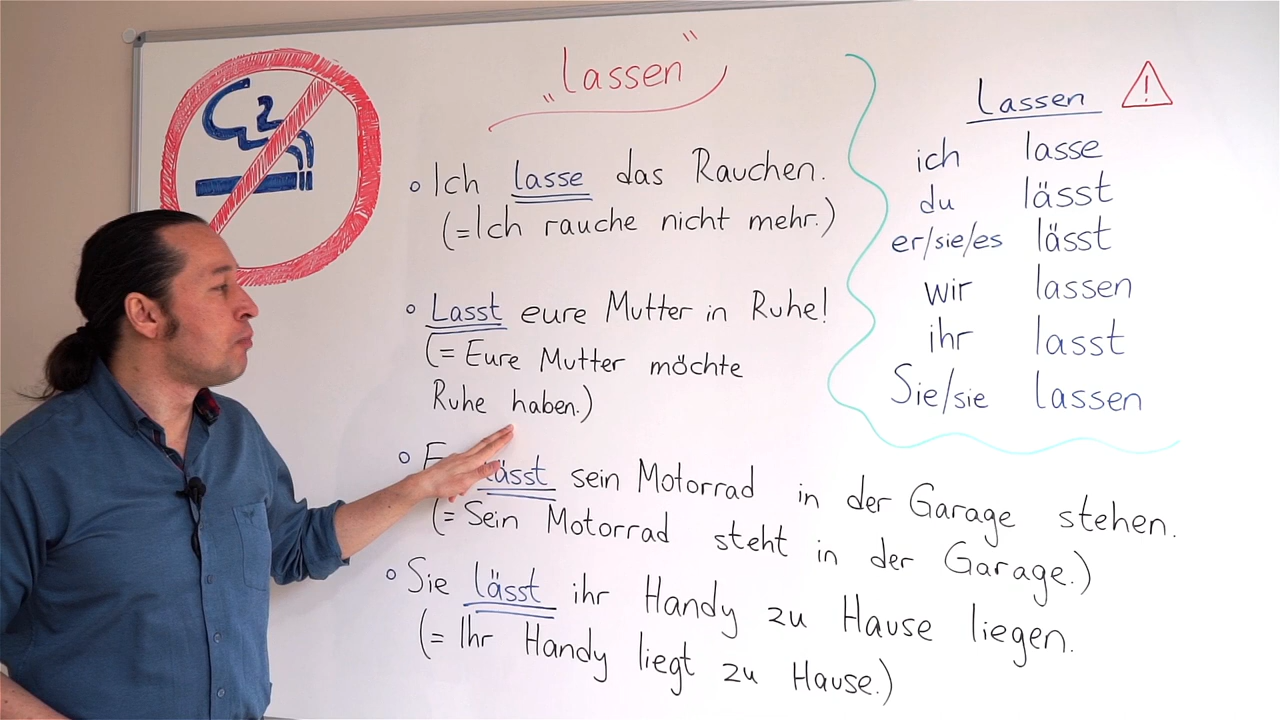 „lassen“
Ich lasse das Rauchen.
(=Ich rauche nicht mehr.)
Lasst eure Mutter in Ruhe!
(= Eure Mutter möchte
Ruhe haben.)
lässt sein Motorrad in der Garage stehen.
(= Sein Motorrad steht in der Garage.)
Sie lässt ihr Handy zu Hause liegen.
(= Ihr Handy liegt zu Hause.)
Lassen
ich lasse
du lässt
er/sie/es lässt
wir lassen
ihr lasst
Sie/sie lassen